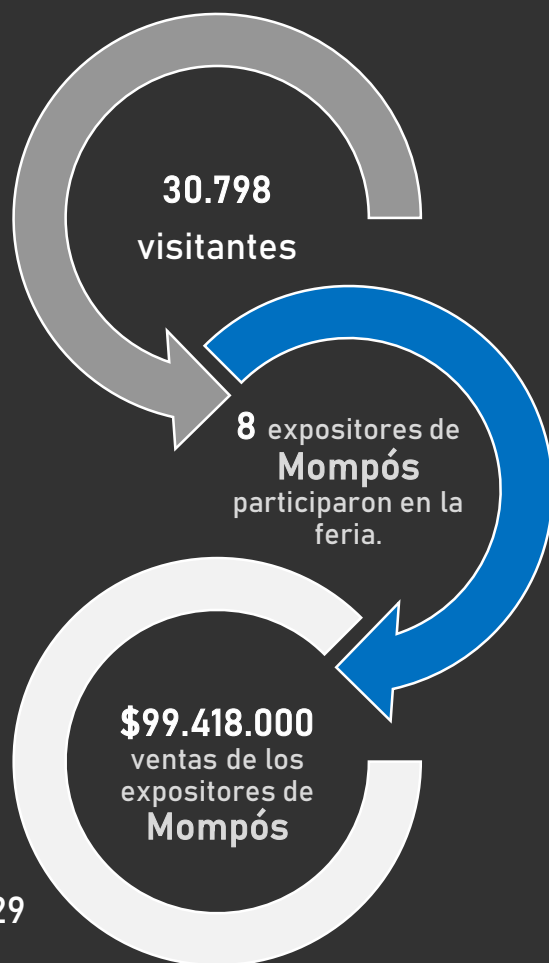 30.798
visitantes
8 expositores de
Mompós
participaron en la
feria.
$99.418.000
ventas de los
expositores de
Mompós
29